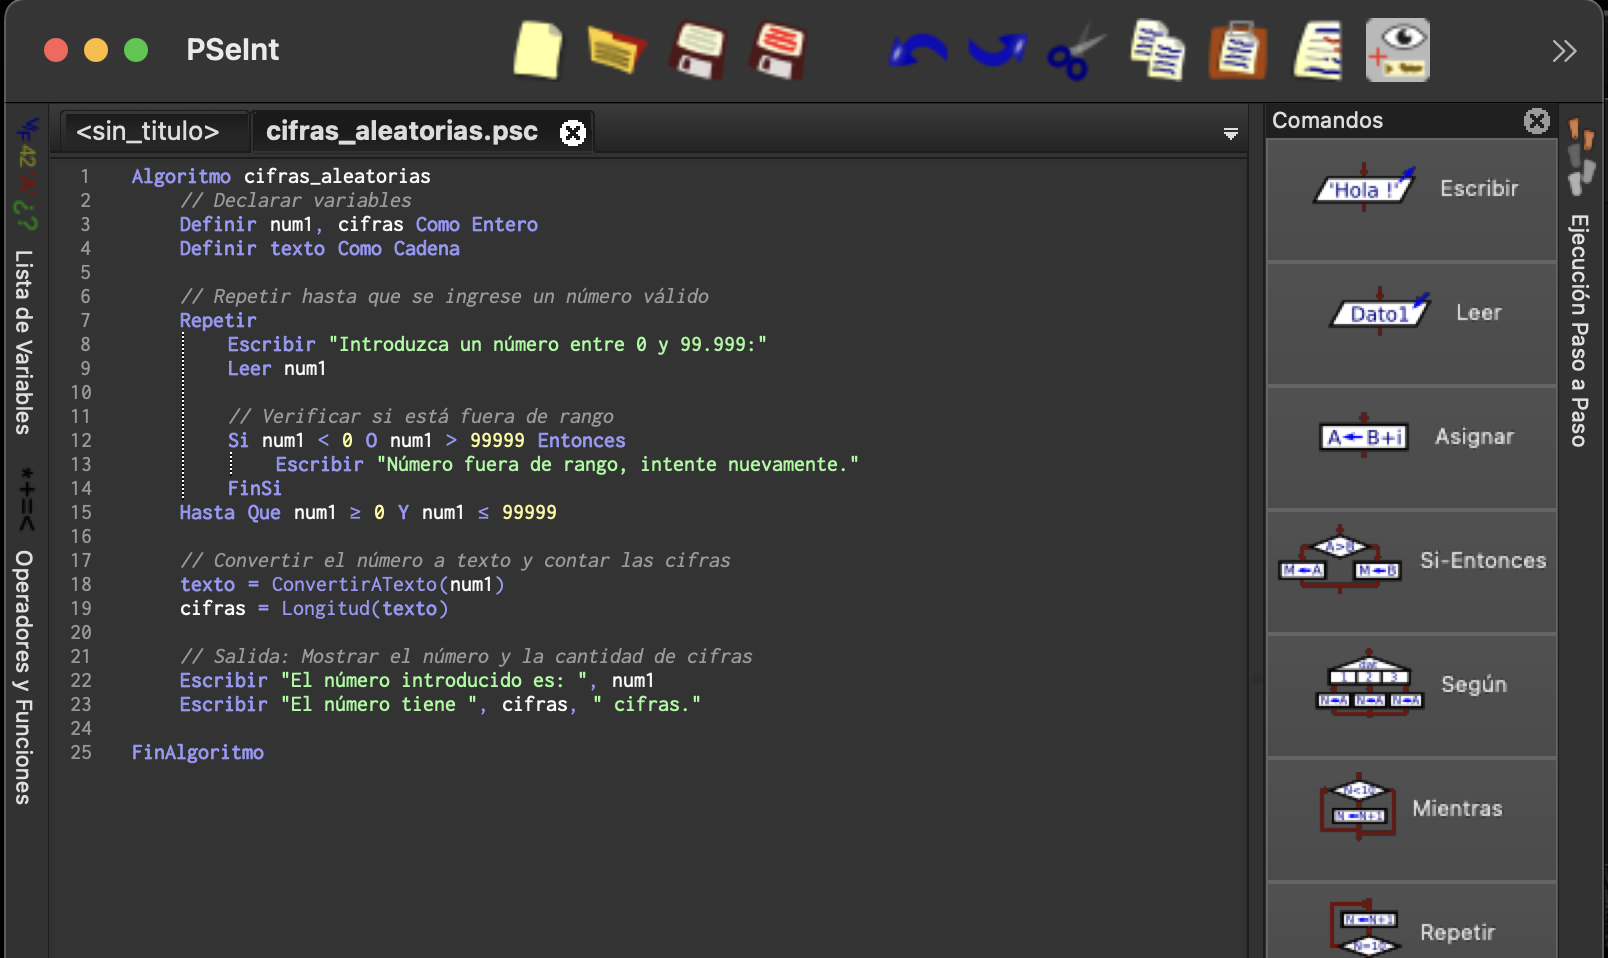 PSeInt
<sin_titulo>
cifras_aleatorias.psc
1 Algoritmo cifras_aleatorias
2 // Declarar variables
3 Definir num1, cifras Como Entero
4 Definir texto Como Cadena
5
6 // Repetir hasta que se ingrese un número válido
7 Repetir
8 Escribir "Introduzca un número entre 0 y 99.999:"
9 Leer num1
10
11 // Verificar si está fuera de rango
12 Si num1 < 0 O num1 > 99999 Entonces
13 Escribir "Número fuera de rango, intente nuevamente."
14 FinSi
15 Hasta Que num1 ≥ 0 Y num1 ≤ 99999
16
17 // Convertir el número a texto y contar las cifras
18 texto = ConvertirATexto(num1)
19 cifras = Longitud(texto)
20
21 // Salida: Mostrar el número y la cantidad de cifras
22 Escribir "El número introducido es: ", num1
23 Escribir "El número tiene ", cifras, " cifras."
24
25 FinAlgoritmo
Lista de Variables
*+=<
Operadores y Funciones
Comandos
'Hola !' Escribir
Dato1 Leer
A←B+i Asignar
A>B
M←A M←B
Si-Entonces
1 2 3
N←A N←A N←A
Según
N<10
N←N+1
Mientras
N←N+1
N=10
Repetir
Ejecución Paso a Paso